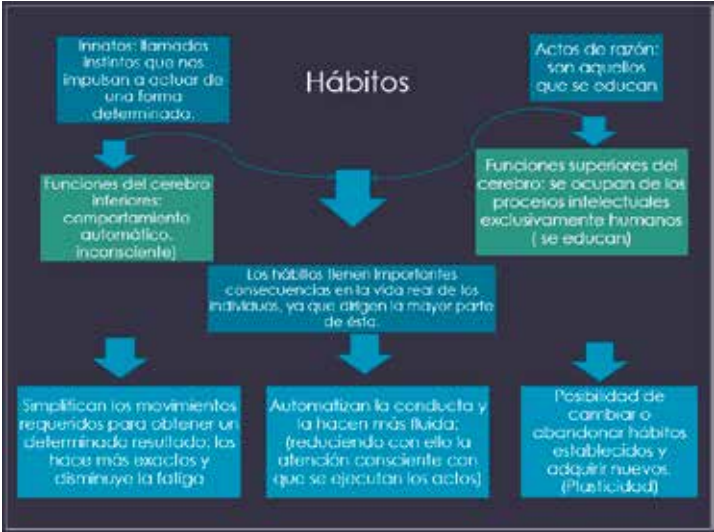 Innatos: llamados
instintos que nos
impulsan a actuar de
una forma
determinada.
Hábitos
Actos de razón:
son aquellos
que se educan
Funciones del cerebro
inferiores:
comportamiento
automático,
inconsciente)
Funciones superiores del
cerebro: se ocupan de los
procesos intelectuales
exclusivamente humanos
( se educan)
Los hábitos tienen importantes
consecuencias en la vida real de los
individuos, ya que dirigen la mayor parte
de ésta.
Simplifican los movimientos
requeridos para obtener un
determinado resultado; los
hace más exactos y
disminuye la fatiga
Automatizan la conducta y
la hacen más fluida;
(reduciendo con ello la
atención consciente con
que se ejecutan los actos)
Posibilidad de
cambiar o
abandonar hábitos
establecidos y
adquirir nuevos.
(Plasticidad)